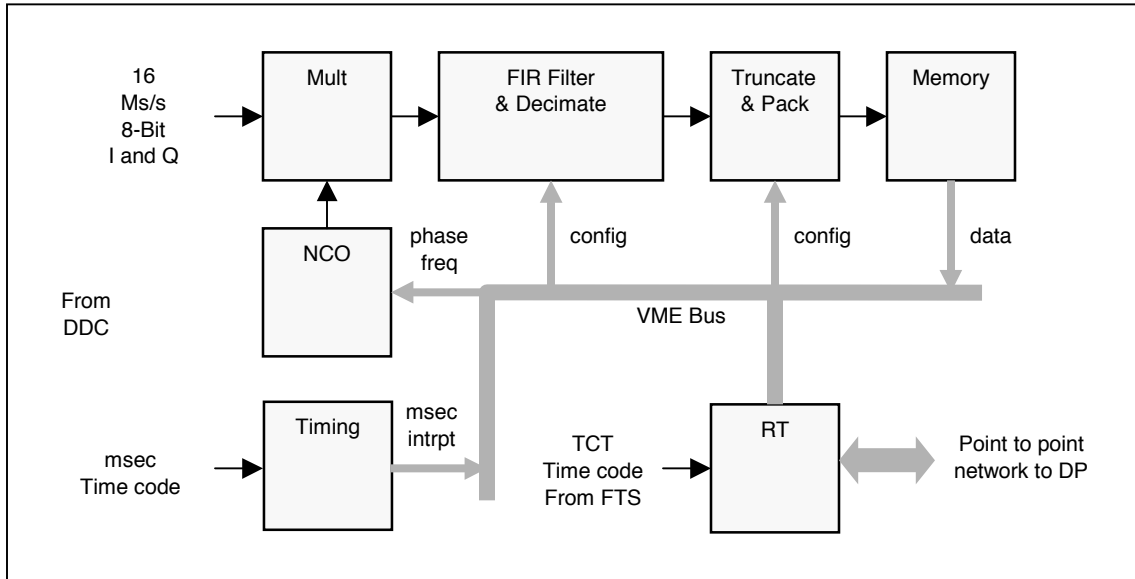 16
Ms/s
8-Bit
I and Q
Mult
FIR Filter
& Decimate
Truncate
& Pack
Memory
From
DDC
NCO
phase
freq
config
config
data
VME Bus
msec
Time code
Timing
msec
intrpt
TCT
Time code
From FTS
RT
Point to point
network to DP